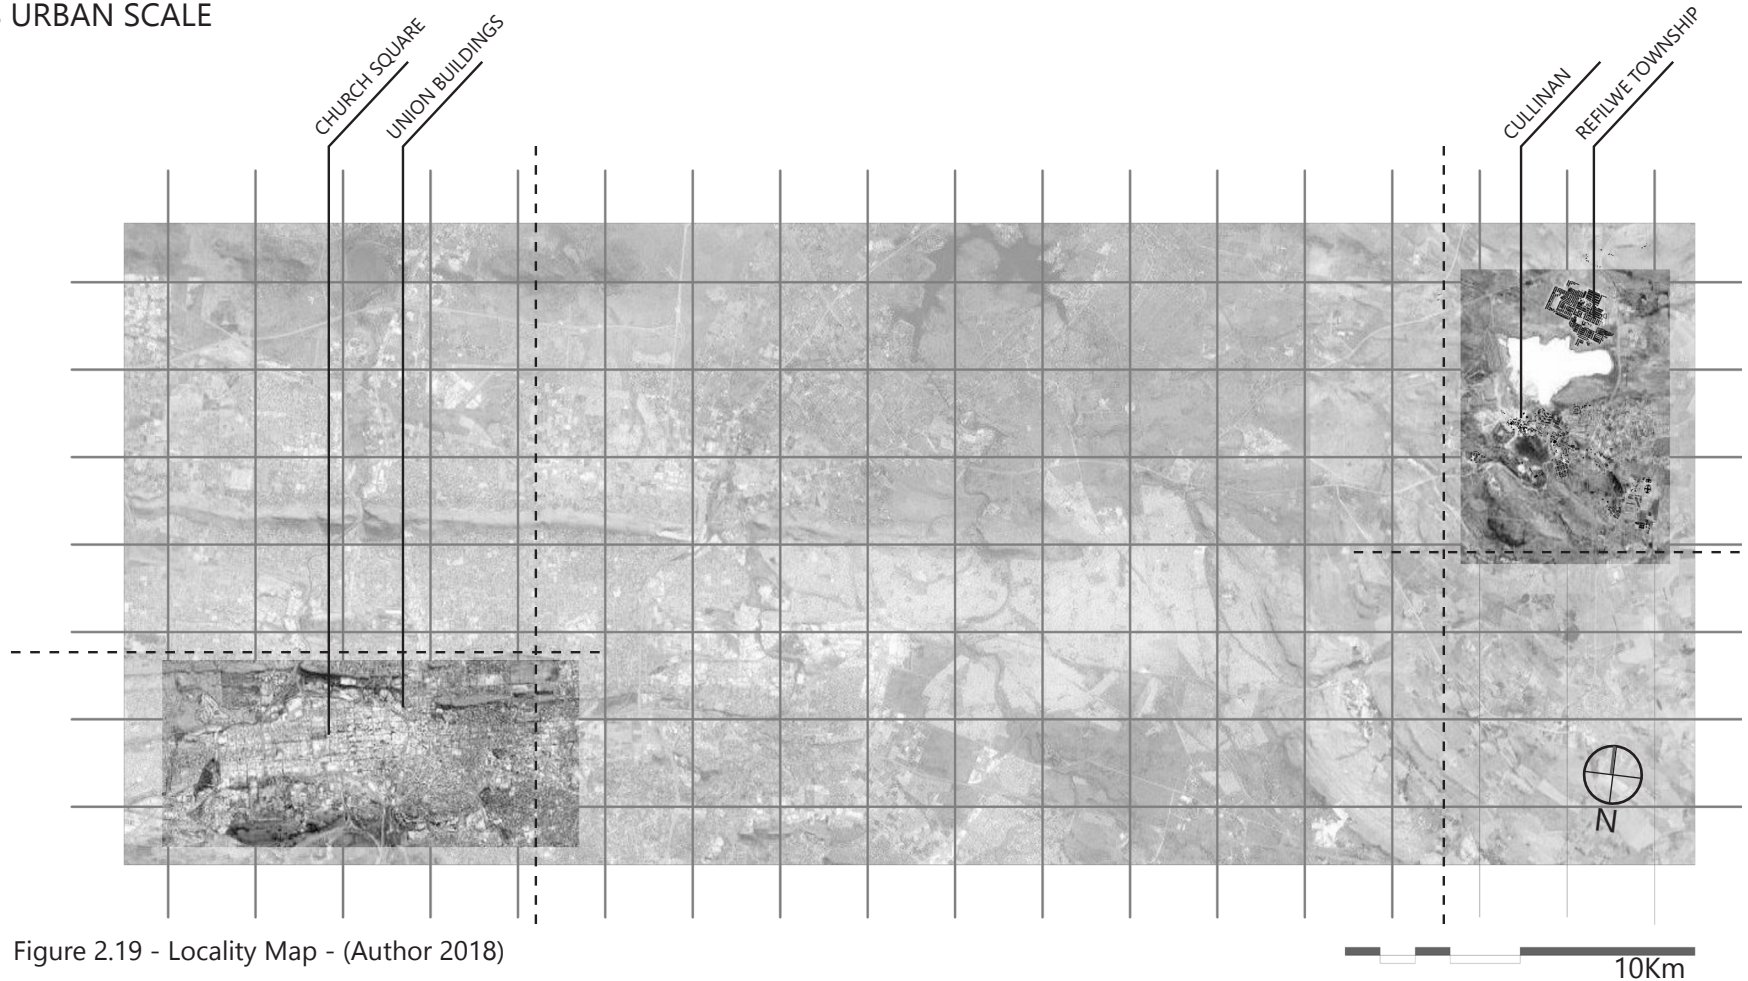 URBAN SCALE
CHURCH SQUARE
UNION BUILDINGS
CULLINAN
REFILWE TOWNSHIP
N
Figure 2.19 - Locality Map - (Author 2018)
10Km